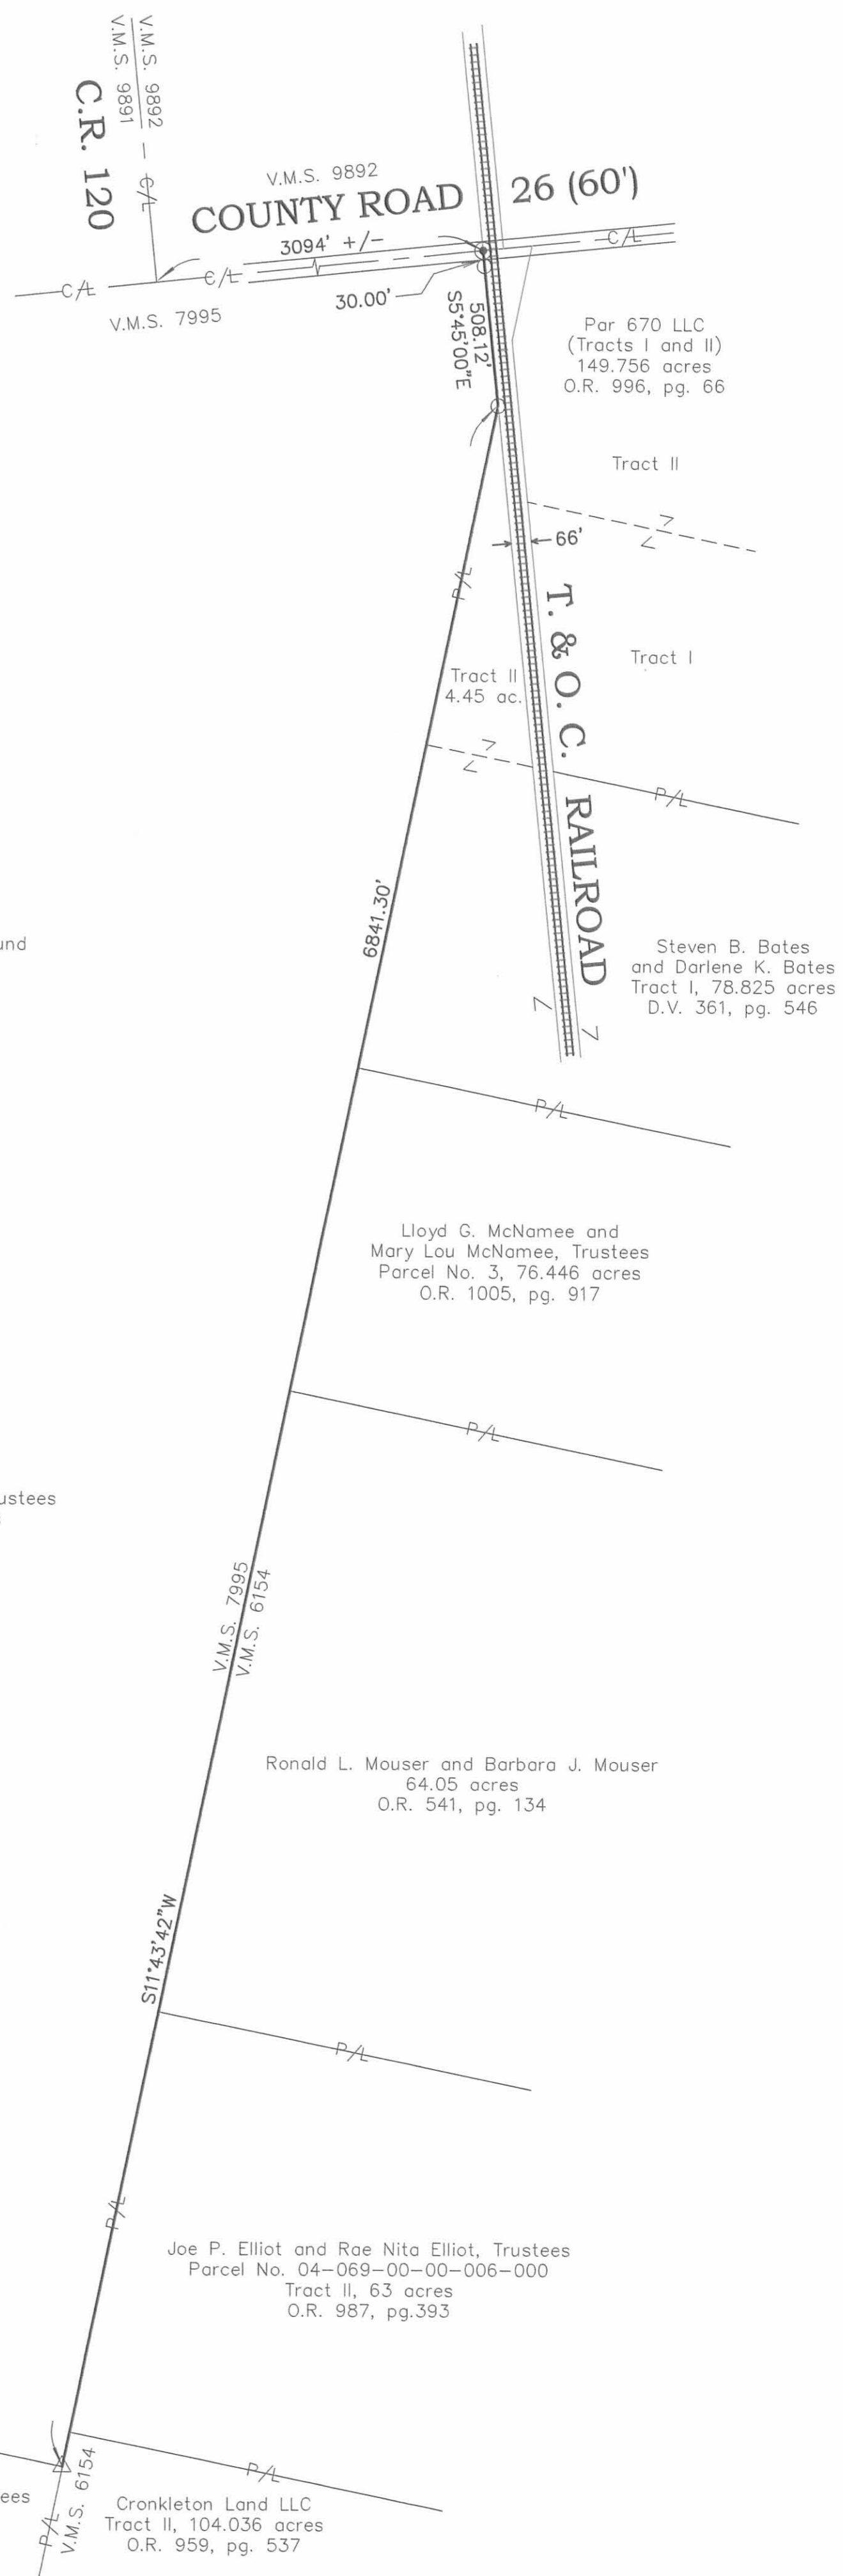 V.M.S. 9892
V.M.S. 9891
C/L
C.R. 120
V.M.S. 9892
COUNTY ROAD 26 (60')
3094' +/-
C/L
C/L
C/L
V.M.S. 7995
30.00'
508.12'
S5°45'00"E
Par 670 LLC
(Tracts I and II)
149.756 acres
O.R. 996, pg. 66
Tract II
66'
P/L
T. & O. C. RAILROAD
Tract I
Tract II
4.45 ac.
P/L
6841.30'
und
Steven B. Bates
and Darlene K. Bates
Tract I, 78.825 acres
D.V. 361, pg. 546
P/L
Lloyd G. McNamee and
Mary Lou McNamee, Trustees
Parcel No. 3, 76.446 acres
O.R. 1005, pg. 917
P/L
ustees
V.M.S. 7995
V.M.S. 6154
Ronald L. Mouser and Barbara J. Mouser
64.05 acres
O.R. 541, pg. 134
S11°43'42"W
P/L
P/L
Joe P. Elliot and Rae Nita Elliot, Trustees
Parcel No. 04-069-00-00-006-000
Tract II, 63 acres
O.R. 987, pg.393
P/L
ees
P/L
V.M.S. 6154
Cronkleton Land LLC
Tract II, 104.036 acres
O.R. 959, pg. 537